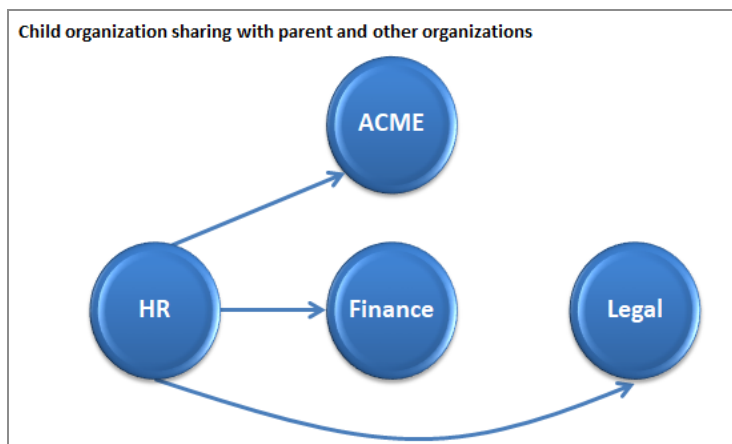 Child organization sharing with parent and other organizations
ACME
HR
Finance
Legal